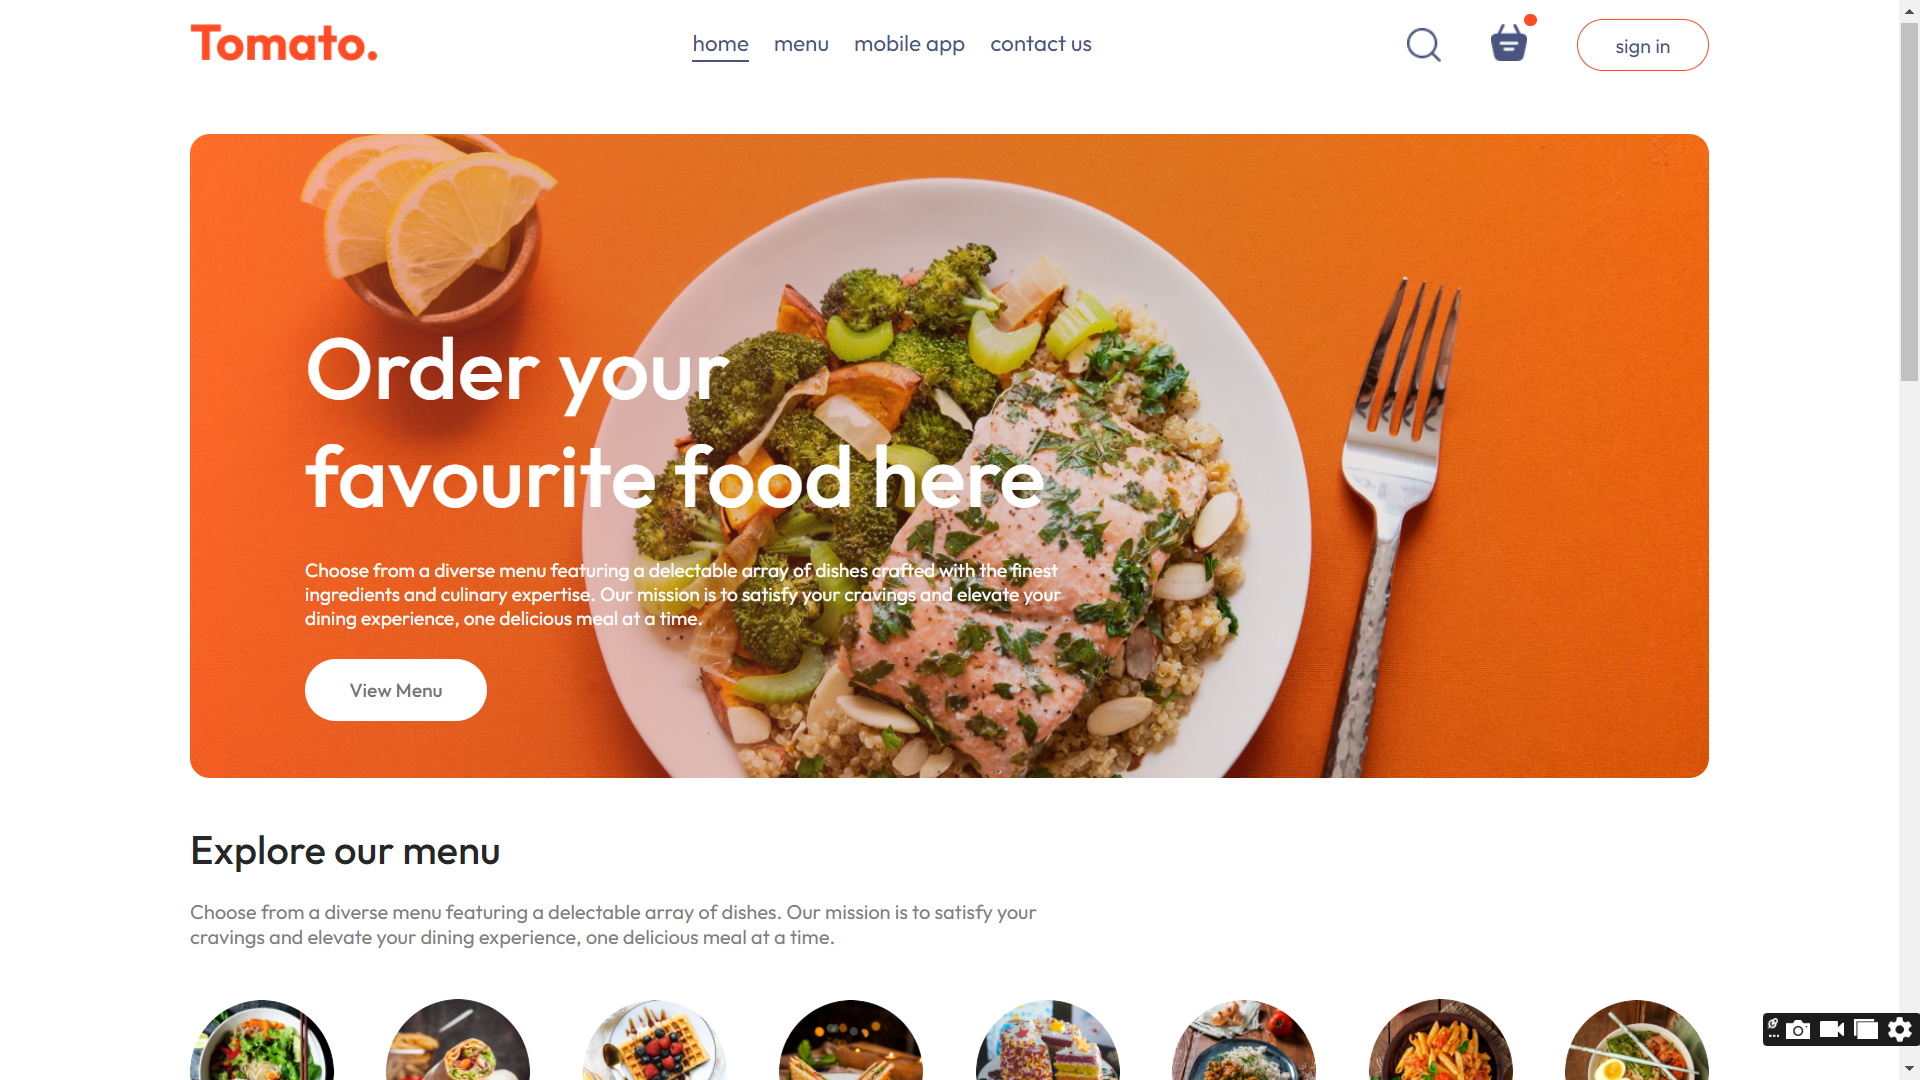 Tomato.
home menu mobile app contact us
sign in
Order your
favourite food here
Choose from a diverse menu featuring a delectable array of dishes crafted with the finest
ingredients and culinary expertise. Our mission is to satisfy your cravings and elevate your
dining experience, one delicious meal at a time.
View Menu
Explore our menu
Choose from a diverse menu featuring a delectable array of dishes. Our mission is to satisfy your
cravings and elevate your dining experience, one delicious meal at a time.